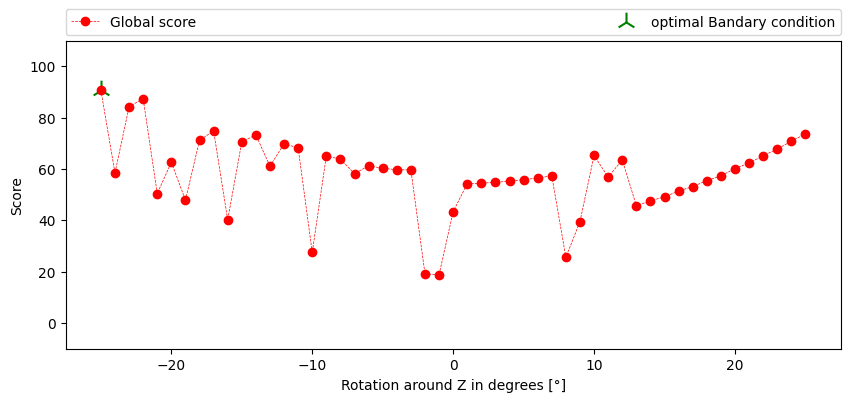 Global score
optimal Bandary condition
100
80
60
40
20
0
Score
−20
−10
0
10
20
Rotation around Z in degrees [°]